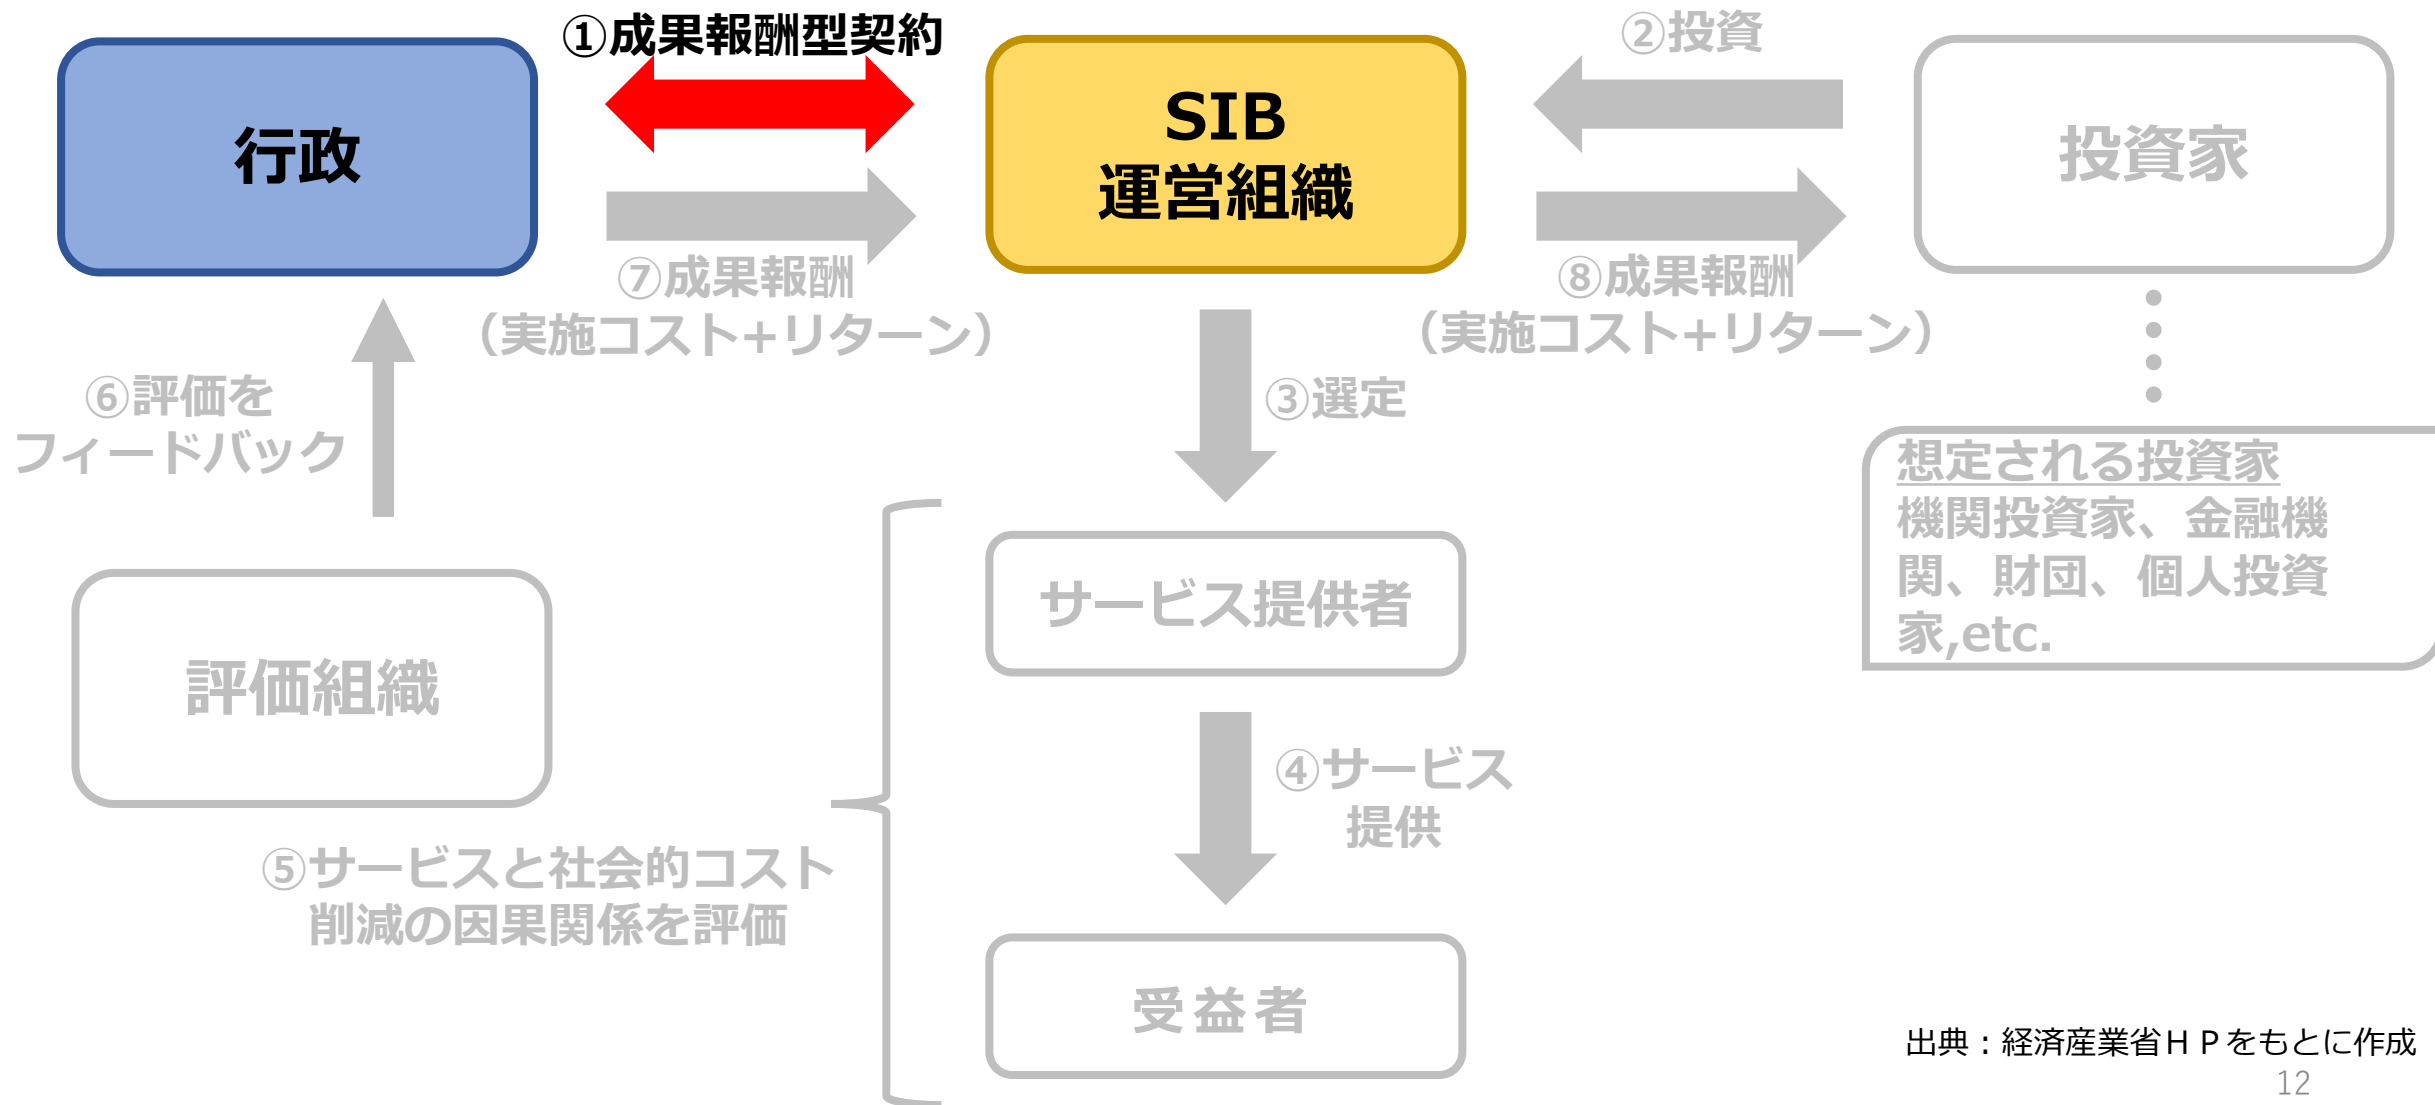 ①成果報酬型契約
②投資
行政
SIB
運営組織
投資家
⑦成果報酬
（実施コスト+リターン）
⑧成果報酬
（実施コスト+リターン）
⑥評価を
フィードバック
③選定
想定される投資家
機関投資家、金融機
関、財団、個人投資
家,etc.
サービス提供者
評価組織
④サービス
提供
⑤サービスと社会的コスト
削減の因果関係を評価
受益者
出典：経済産業省ＨＰをもとに作成
12